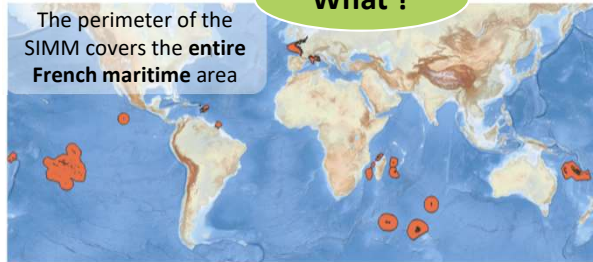 What ?
The perimeter of the
SIMM covers the entire
French maritime area